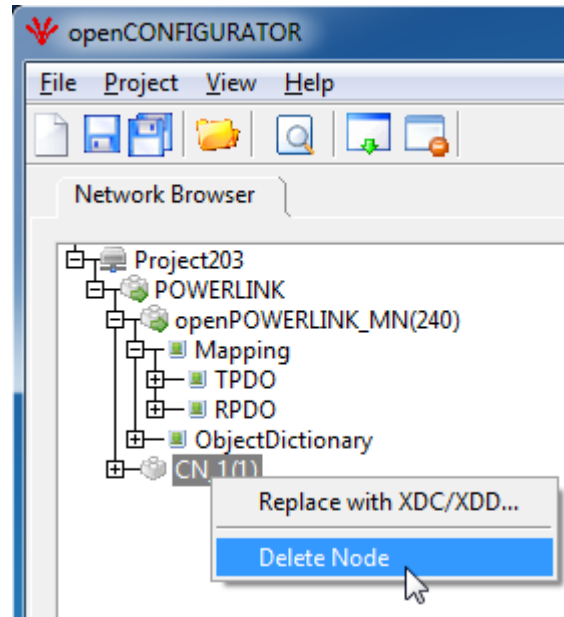 openCONFIGURATOR
File Project View Help
Network Browser
Project203
POWERLINK
openPOWERLINK_MN(240)
Mapping
TPDO
RPDO
ObjectDictionary
CN_1(1)
Replace with XDC/XDD...
Delete Node